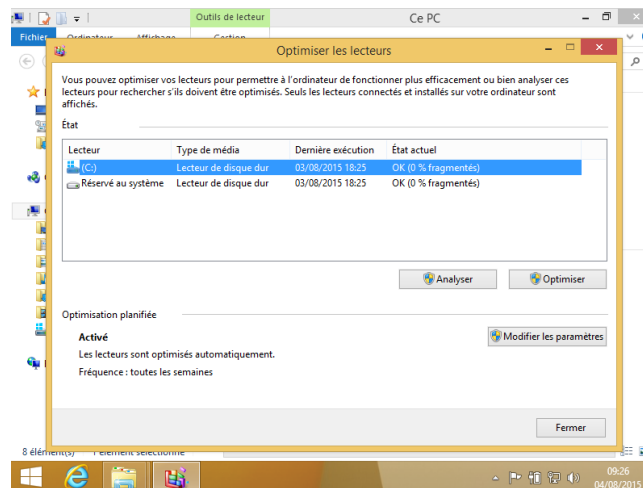 Outils de lecteur
Ce PC
Fichier Ordinateur Affichage Gestion
Optimiser les lecteurs
Vous pouvez optimiser vos lecteurs pour permettre à l'ordinateur de fonctionner plus efficacement ou bien analyser ces
lecteurs pour rechercher s'ils doivent être optimisés. Seuls les lecteurs connectés et installés sur votre ordinateur sont
affichés.
État
Lecteur Type de média Dernière exécution État actuel
(C:) Lecteur de disque dur 03/08/2015 18:25 OK (0 % fragmentés)
Réservé au système Lecteur de disque dur 03/08/2015 18:25 OK (0 % fragmentés)
Analyser Optimiser
Optimisation planifiée
Activé
Modifier les paramètres
Les lecteurs sont optimisés automatiquement.
Fréquence : toutes les semaines
Fermer
8 élément(s) 1 élément sélectionné
09:26
04/08/2015